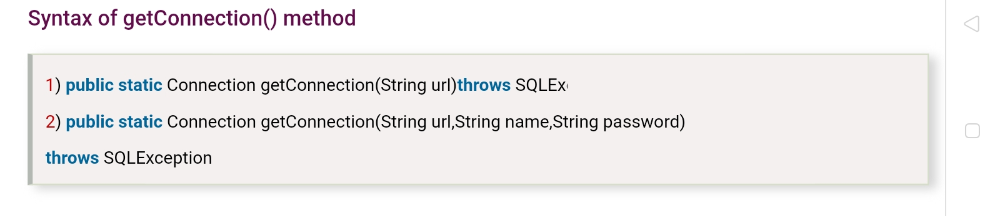 Syntax of getConnection() method
1) public static Connection getConnection(String url)throws SQLEx
2) public static Connection getConnection(String url,String name,String password)
throws SQLException